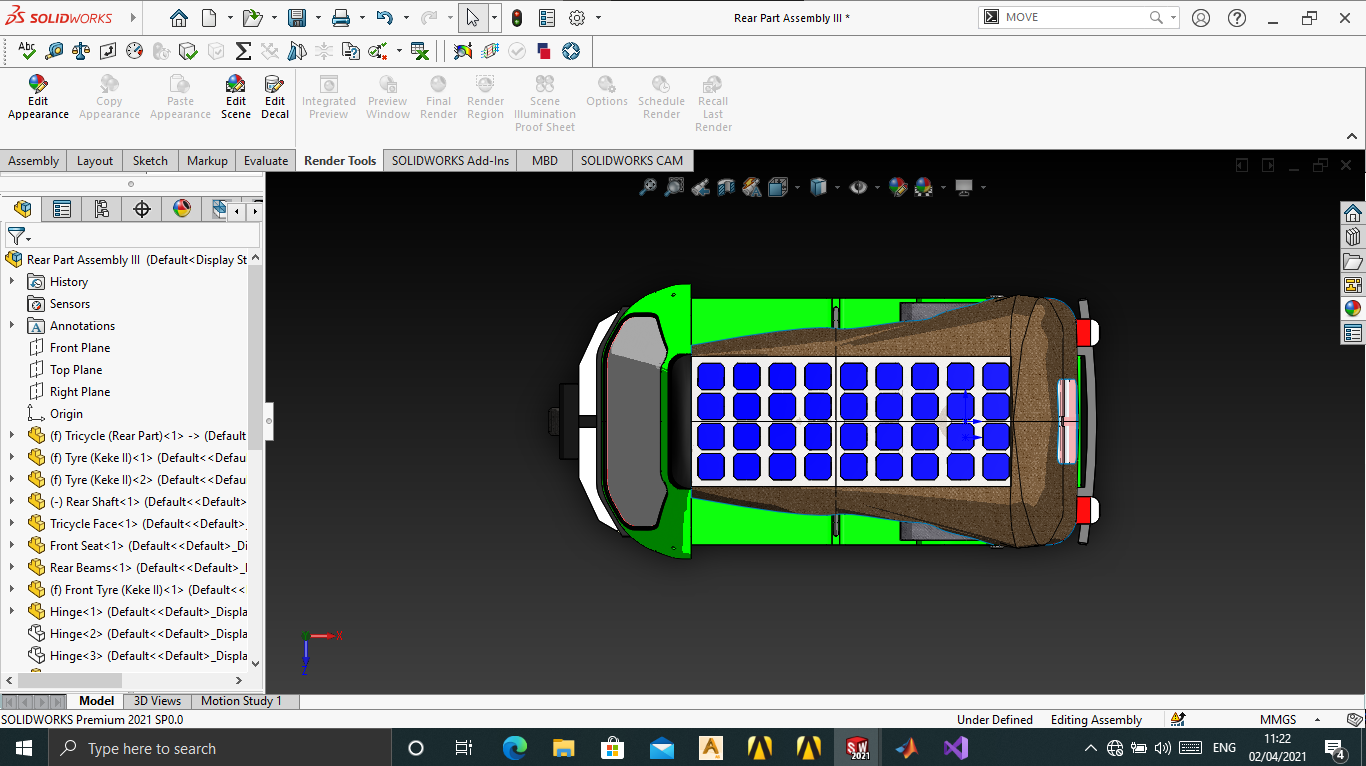 SOLIDWORKS
Rear Part Assembly III *
MOVE
Abc
Edit Appearance
Copy Appearance
Paste Appearance
Edit Scene
Edit Decal
Integrated Preview
Preview Window
Final Render
Render Region
Scene Illumination Proof Sheet
Options
Schedule Render
Recall Last Render
Assembly
Layout
Sketch
Markup
Evaluate
Render Tools
SOLIDWORKS Add-Ins
MBD
SOLIDWORKS CAM
Rear Part Assembly III (Default<Display St
History
Sensors
Annotations
Front Plane
Top Plane
Right Plane
Origin
(f) Tricycle (Rear Part)<1> -> (Default
(f) Tyre (Keke II)<1> (Default<<Defau
(f) Tyre (Keke II)<2> (Default<<Defau
(-) Rear Shaft<1> (Default<<Default>_
Tricycle Face<1> (Default<<Default>_
Front Seat<1> (Default<<Default>_Di
Rear Beams<1> (Default<<Default>_
(f) Front Tyre (Keke II)<1> (Default<<
Hinge<1> (Default<<Default>_Displa
Hinge<2> (Default<<Default>_Displa
Hinge<3> (Default<<Default>_Displa
Y
X
Z
Model
3D Views
Motion Study 1
SOLIDWORKS Premium 2021 SP0.0
Under Defined
Editing Assembly
MMGS
Type here to search
SW
2021
ENG
11:22
02/04/2021
4